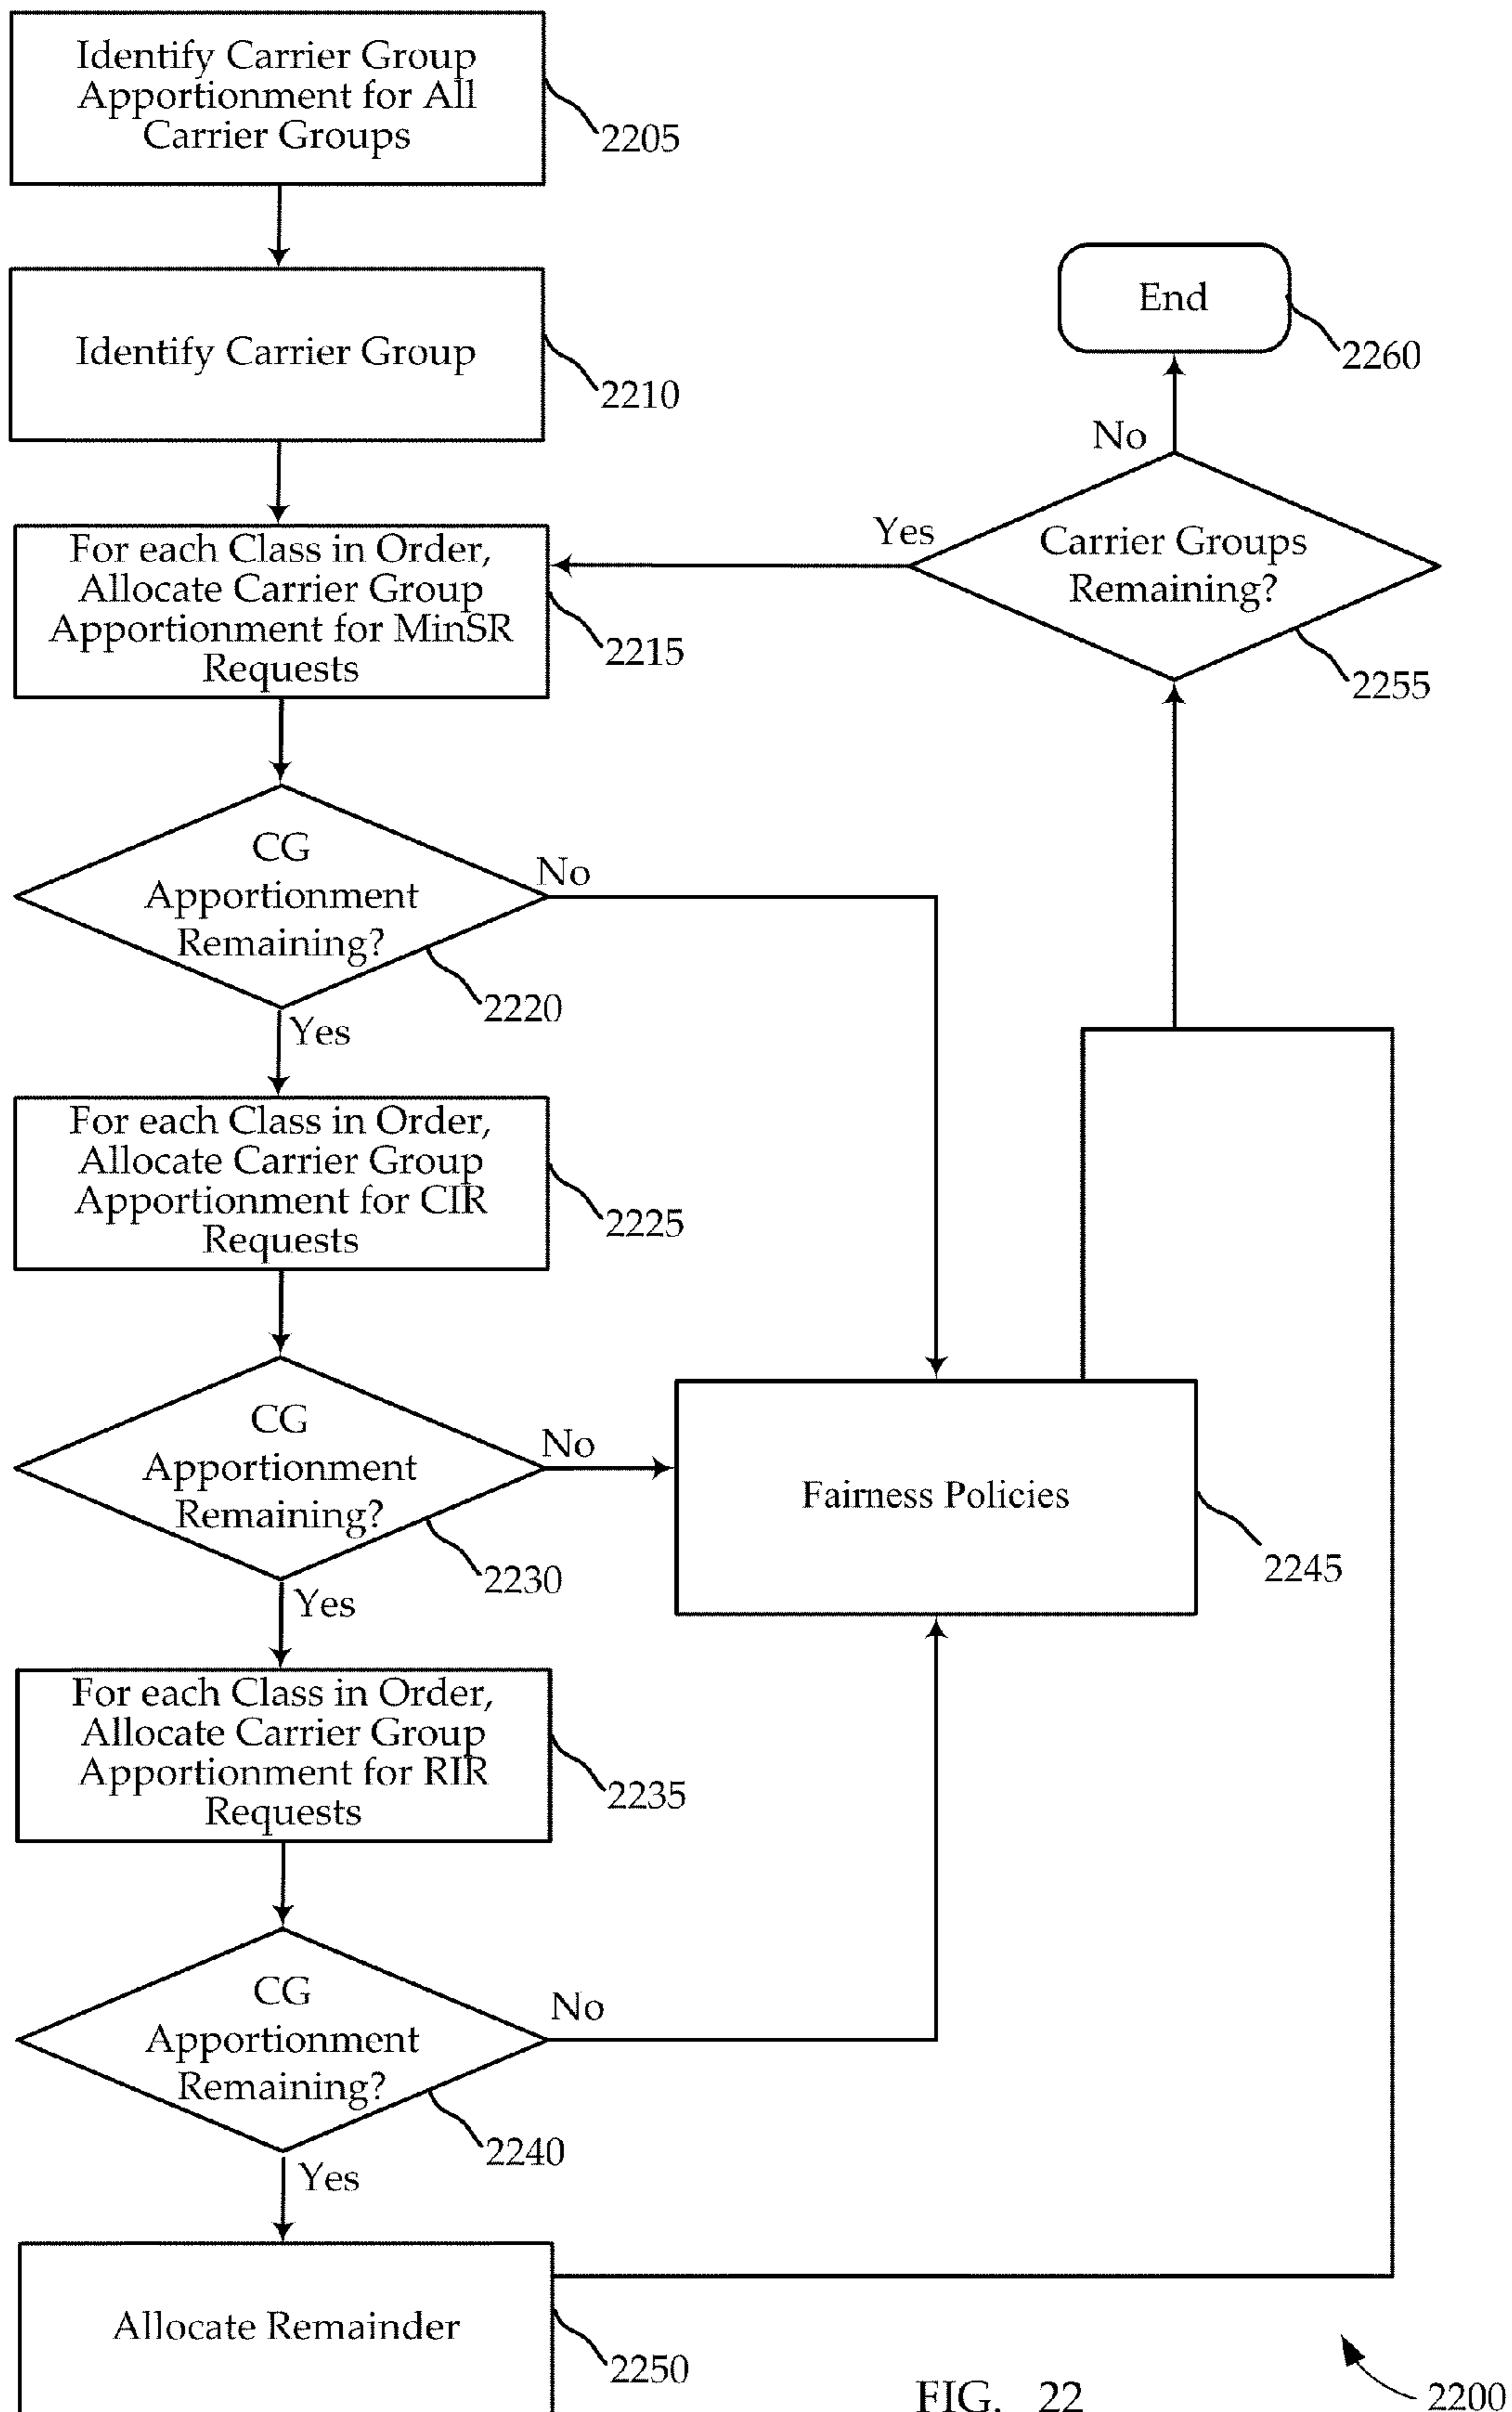 Identify Carrier Group
Apportionment for All
Carrier Groups
2205
Identify Carrier Group
2210
End
2260
No
Carrier Groups
Remaining?
Yes
2255
For each Class in Order,
Allocate Carrier Group
Apportionment for MinSR
Requests
2215
CG
Apportionment
Remaining?
No
2220
Yes
For each Class in Order,
Allocate Carrier Group
Apportionment for CIR
Requests
2225
CG
Apportionment
Remaining?
No
2230
Yes
Fairness Policies
2245
For each Class in Order,
Allocate Carrier Group
Apportionment for RIR
Requests
2235
CG
Apportionment
Remaining?
No
2240
Yes
Allocate Remainder
2250
FIG. 22
2200